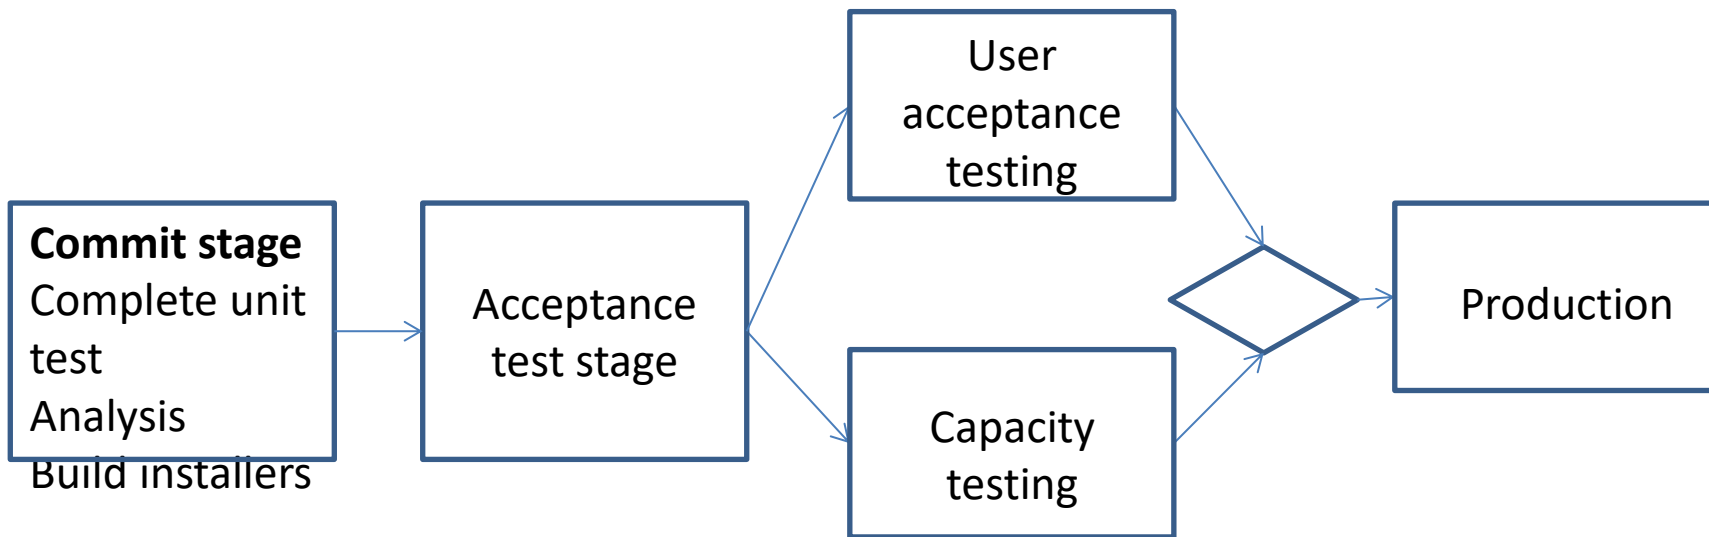 Commit stage
Complete unit
test
Analysis
Build installers
Acceptance
test stage
User
acceptance
testing
Capacity
testing
Production